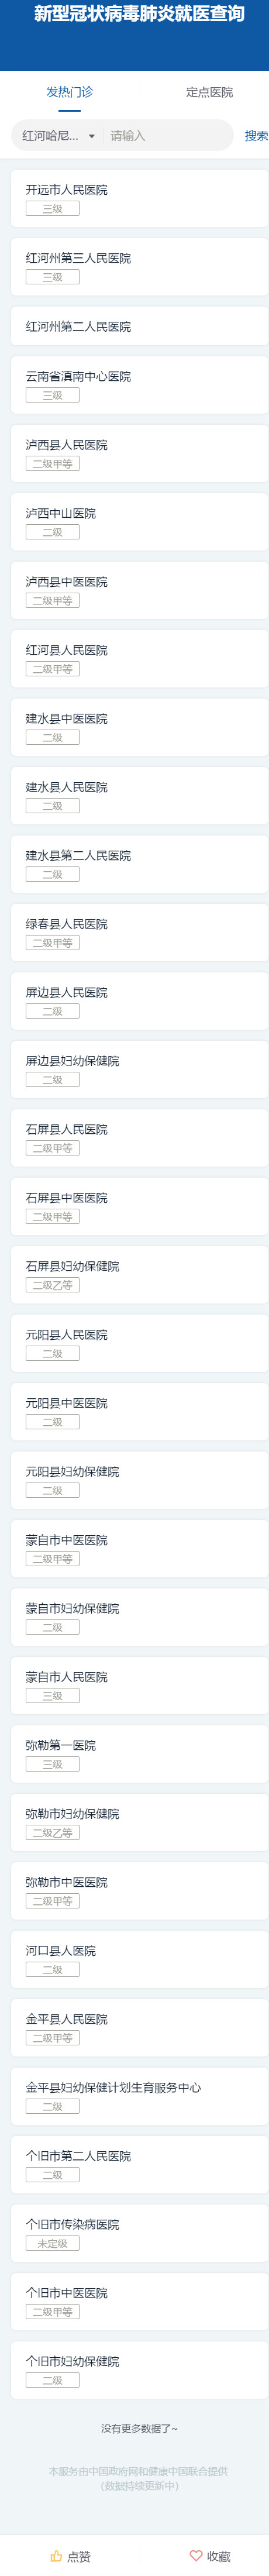 新型冠状病毒肺炎就医查询
发热门诊
定点医院
红河哈尼...
请输入
搜索
开远市人民医院
三级
红河州第三人民医院
三级
红河州第二人民医院
云南省滇南中心医院
三级
泸西县人民医院
二级甲等
泸西中山医院
二级
泸西县中医医院
二级甲等
红河县人民医院
二级甲等
建水县中医医院
二级
建水县人民医院
二级
建水县第二人民医院
二级
绿春县人民医院
二级甲等
屏边县人民医院
二级
屏边县妇幼保健院
二级
石屏县人民医院
二级甲等
石屏县中医医院
二级甲等
石屏县妇幼保健院
二级乙等
元阳县人民医院
二级
元阳县中医医院
二级
元阳县妇幼保健院
二级
蒙自市中医医院
二级甲等
蒙自市妇幼保健院
二级
蒙自市人民医院
三级
弥勒第一医院
三级
弥勒市妇幼保健院
二级乙等
弥勒市中医医院
二级甲等
河口县人医院
二级
金平县人民医院
二级甲等
金平县妇幼保健计划生育服务中心
二级
个旧市第二人民医院
二级
个旧市传染病医院
未定级
个旧市中医医院
二级甲等
个旧市妇幼保健院
二级
没有更多数据了~
本服务由中国政府网和健康中国联合提供
(数据持续更新中)
点赞
收藏